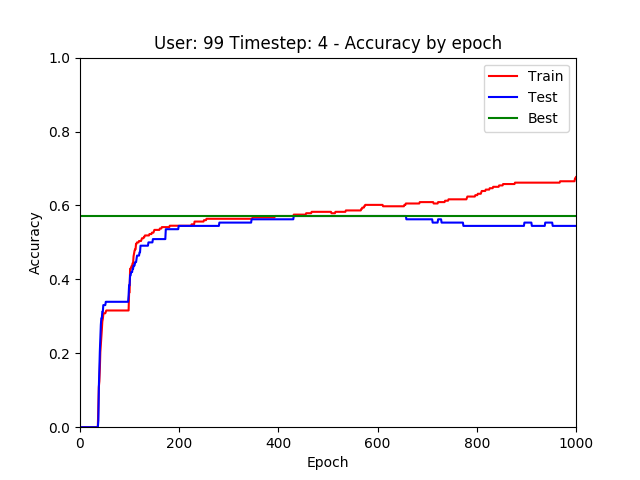 User: 99 Timestep: 4 - Accuracy by epoch
Train
Test
Best
1.0
0.8
0.6
0.4
0.2
0.0
Accuracy
0 200 400 600 800 1000
Epoch